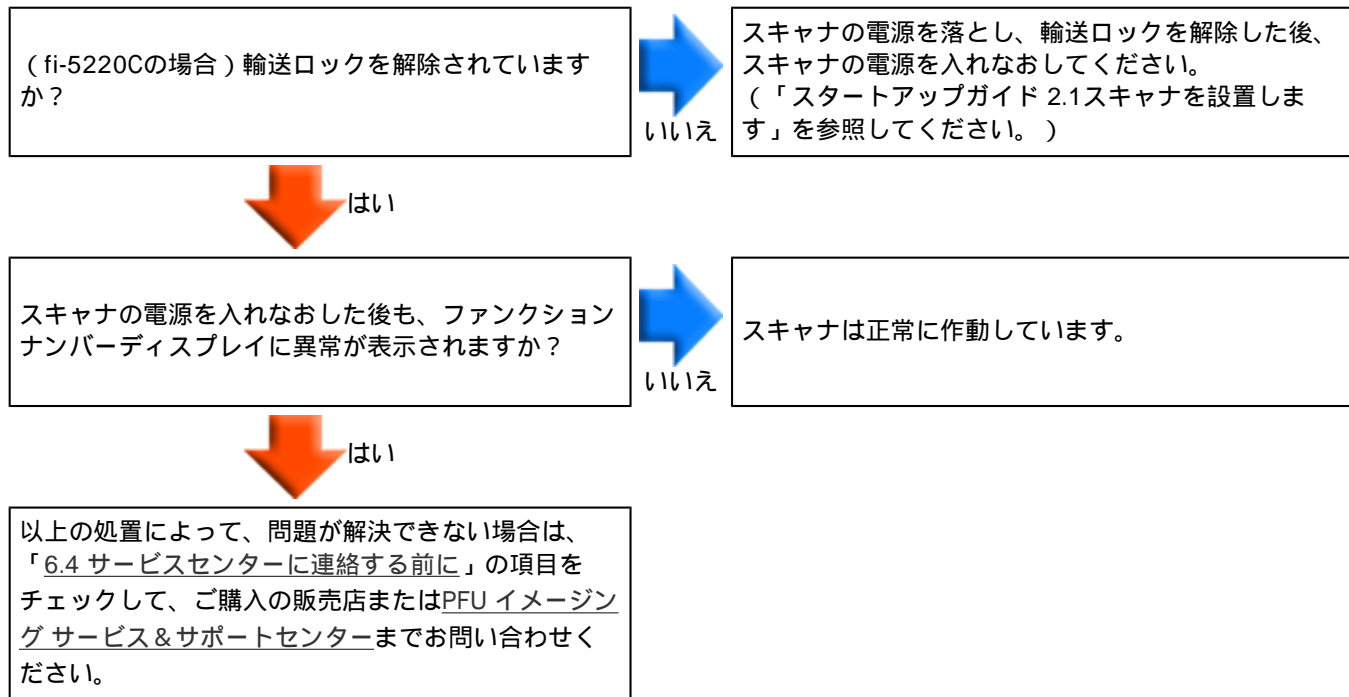 （fi-5220Cの場合）輸送ロックを解除されています
か？
いいえ
スキャナの電源を落とし、輸送ロックを解除した後、
スキャナの電源を入れなおしてください。
（「スタートアップガイド 2.1スキャナを設置しま
す」を参照してください。）
はい
スキャナの電源を入れなおした後も、ファンクション
ナンバーディスプレイに異常が表示されますか？
いいえ
スキャナは正常に作動しています。
はい
以上の処置によって、問題が解決できない場合は、
「6.4 サービスセンターに連絡する前に」の項目を
チェックして、ご購入の販売店またはPFU イメージン
グ サービス＆サポートセンターまでお問い合わせく
ださい。